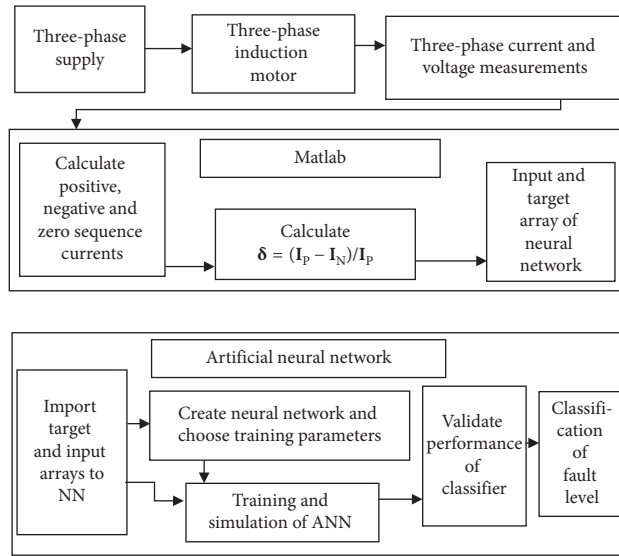 Three-phase
supply
Three-phase
induction
motor
Three-phase current and
voltage measurements
Matlab
Calculate
positive,
negative and
zero sequence
currents
Calculate
δ = (I_P – I_N)/I_P
Input and
target
array of
neural
network
Artificial neural network
Import
target
and input
arrays to
NN
Create neural network and
choose training parameters
Training and
simulation of ANN
Validate
performance
of
classifier
Classifi-
cation
of
fault
level